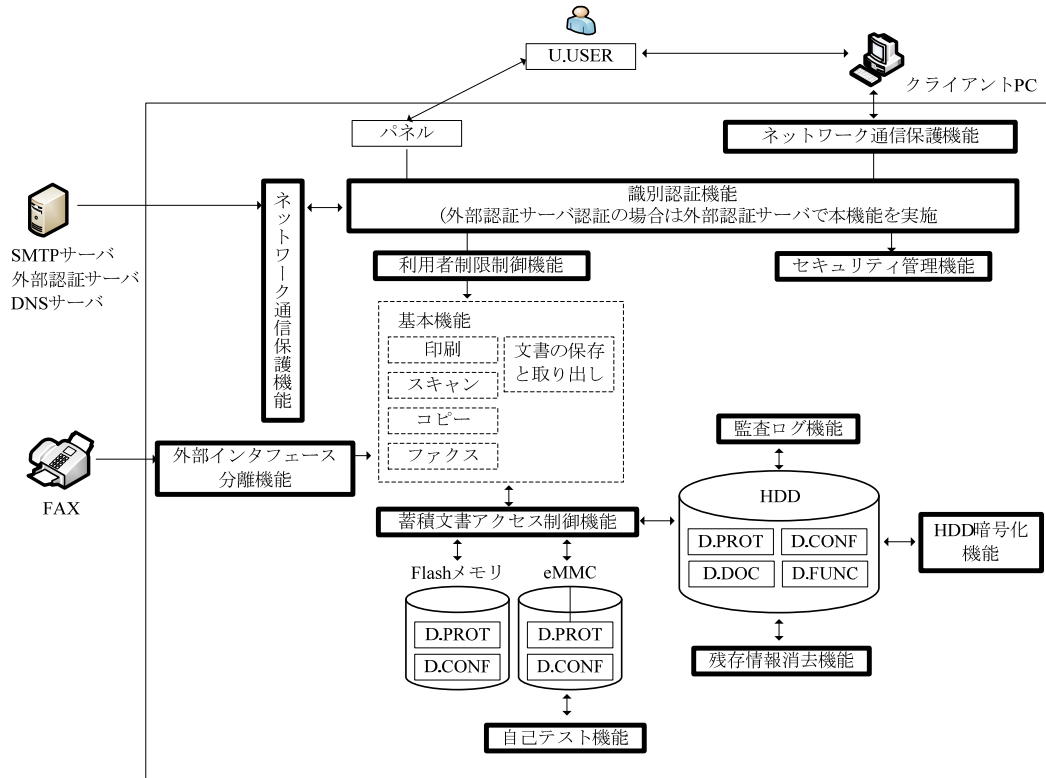 U.USER
クライアントPC
パネル
ネットワーク通信保護機能
識別認証機能
（外部認証サーバ認証の場合は外部認証サーバで本機能を実施
ネットワーク通信保護機能
SMTPサーバ
外部認証サーバ
DNSサーバ
利用者制限制御機能
セキュリティ管理機能
基本機能
印刷
文書の保存
と取り出し
スキャン
コピー
ファクス
監査ログ機能
外部インタフェース
分離機能
FAX
HDD
D.PROT
D.CONF
D.DOC
D.FUNC
HDD暗号化
機能
蓄積文書アクセス制御機能
Flashメモリ
eMMC
D.PROT
D.CONF
D.PROT
D.CONF
残存情報消去機能
自己テスト機能